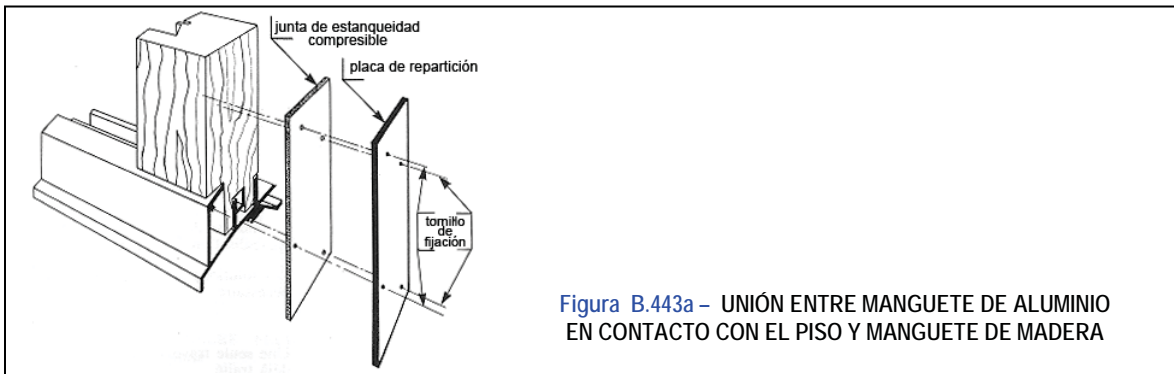 junta de estanqueidad
compresible
placa de repartición
tornillo
de
fijación
Figura B.443a – UNIÓN ENTRE MANGUETE DE ALUMINIO
EN CONTACTO CON EL PISO Y MANGUETE DE MADERA